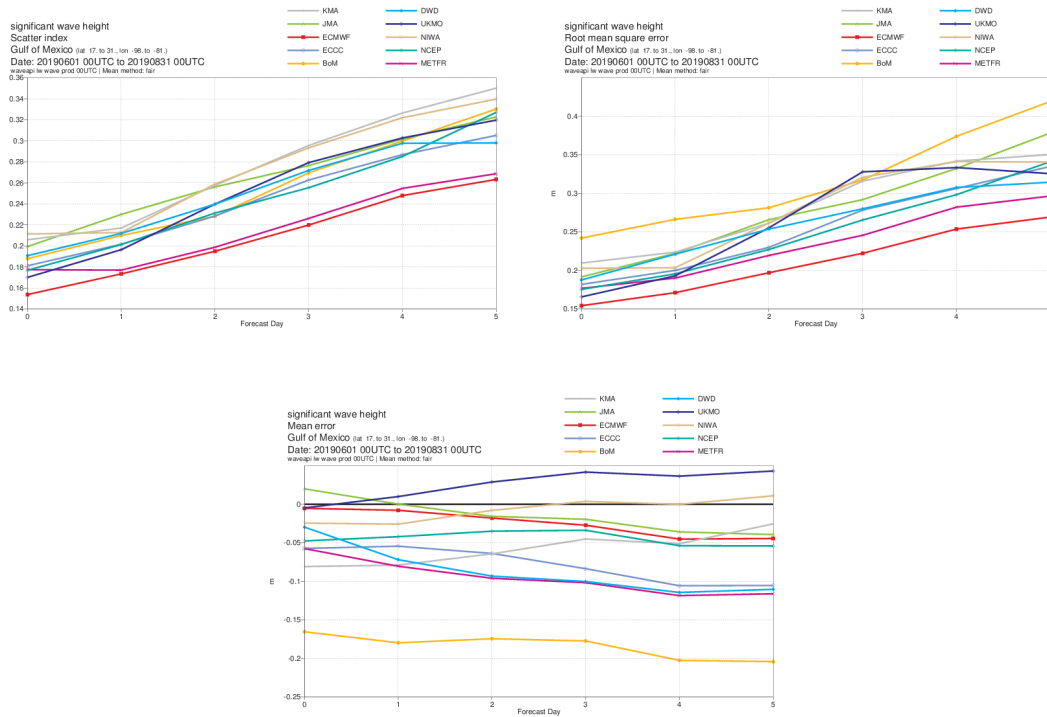 significant wave height
Scatter index
Gulf of Mexico (lat 17. to 31., lon -98. to -81.)
Date: 20190601 00UTC to 20190831 00UTC
waveapi lw wave prod 00UTC | Mean method: fair
KMA
JMA
ECMWF
ECCC
BoM
DWD
UKMO
NIWA
NCEP
METFR
0.36
0.34
0.32
0.3
0.28
0.26
0.24
0.22
0.2
0.18
0.16
0.14
0 1 2 3 4 5
Forecast Day
significant wave height
Root mean square error
Gulf of Mexico (lat 17. to 31., lon -98. to -81.)
Date: 20190601 00UTC to 20190831 00UTC
waveapi lw wave prod 00UTC | Mean method: fair
KMA
JMA
ECMWF
ECCC
BoM
DWD
UKMO
NIWA
NCEP
METFR
0.4
0.35
0.3
0.25
0.2
0.15
m
0 1 2 3 4
Forecast Day
significant wave height
Mean error
Gulf of Mexico (lat 17. to 31., lon -98. to -81.)
Date: 20190601 00UTC to 20190831 00UTC
waveapi lw wave prod 00UTC | Mean method: fair
KMA
JMA
ECMWF
ECCC
BoM
DWD
UKMO
NIWA
NCEP
METFR
0
-0.05
-0.1
-0.15
-0.2
-0.25
m
0 1 2 3 4 5
Forecast Day